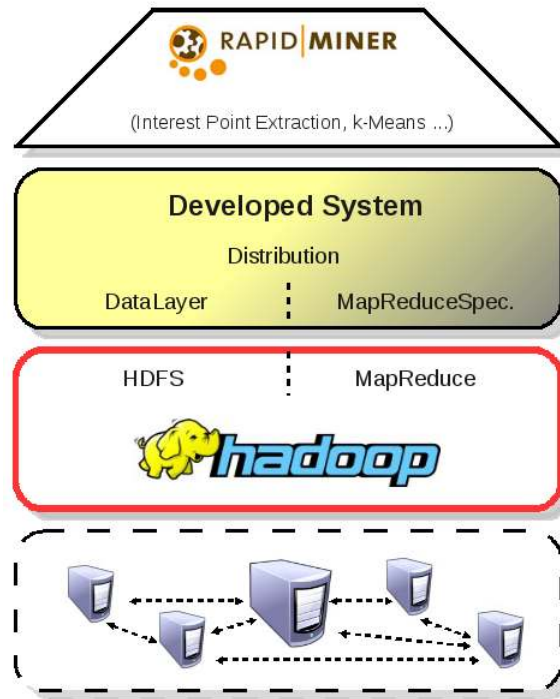 RAPID|MINER
(Interest Point Extraction, k-Means ...)
Developed System
Distribution
DataLayer MapReduceSpec.
HDFS MapReduce
hadoop